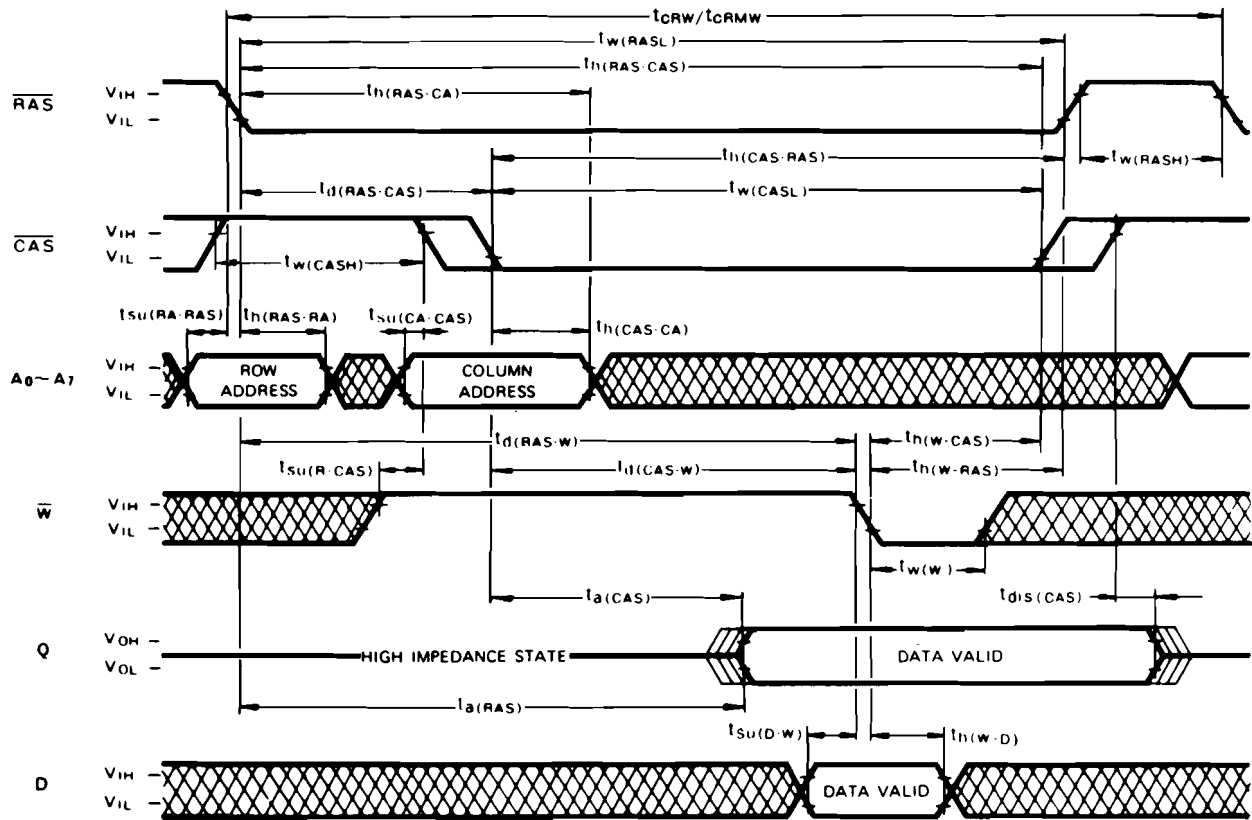 tCRW/tCRMW
tW(RASL)
th(RAS·CAS)
th(RAS·CA)
RAS
VIH
VIL
th(CAS·RAS)
tW(RASH)
td(RAS·CAS)
tW(CASL)
CAS
VIH
VIL
tW(CASH)
tSU(RA·RAS)
th(RAS·RA)
tSU(CA·CAS)
th(CAS·CA)
A0~A7
VIH
VIL
ROW
ADDRESS
COLUMN
ADDRESS
td(RAS·W)
th(W·CAS)
tSU(R·CAS)
td(CAS·W)
th(W·RAS)
W
VIH
VIL
tW(W)
ta(CAS)
tDIS(CAS)
Q
VOH
VOL
HIGH IMPEDANCE STATE
DATA VALID
ta(RAS)
tSU(D·W)
th(W·D)
D
VIH
VIL
DATA VALID